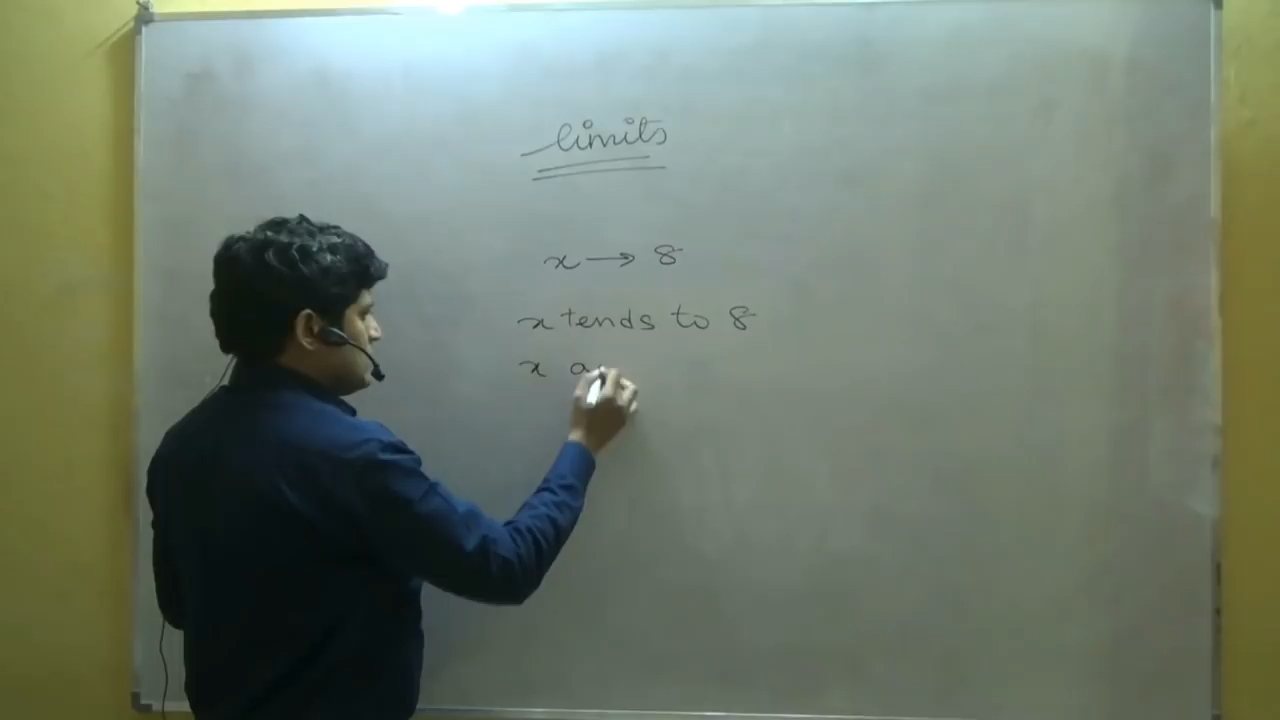 limits
x → 8
x tends to 8
x a